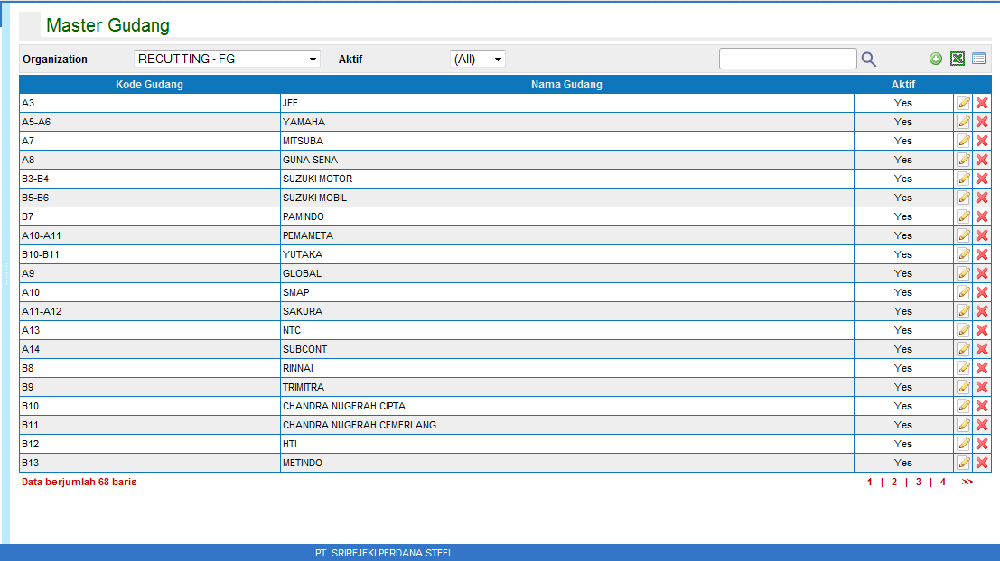 Master Gudang
Organization RECUTTING - FG Aktif (All)
Kode Gudang Nama Gudang Aktif
A3 JFE Yes
A5-A6 YAMAHA Yes
A7 MITSUBA Yes
A8 GUNA SENA Yes
B3-B4 SUZUKI MOTOR Yes
B5-B6 SUZUKI MOBIL Yes
B7 PAMINDO Yes
A10-A11 PEMAMETA Yes
B10-B11 YUTAKA Yes
A9 GLOBAL Yes
A10 SMAP Yes
A11-A12 SAKURA Yes
A13 NTC Yes
A14 SUBCONT Yes
B8 RINNAI Yes
B9 TRIMITRA Yes
B10 CHANDRA NUGERAH CIPTA Yes
B11 CHANDRA NUGERAH CEMERLANG Yes
B12 HTI Yes
B13 METINDO Yes
Data berjumlah 68 baris 1 | 2 | 3 | 4 >>
PT. SRIREJEKI PERDANA STEEL